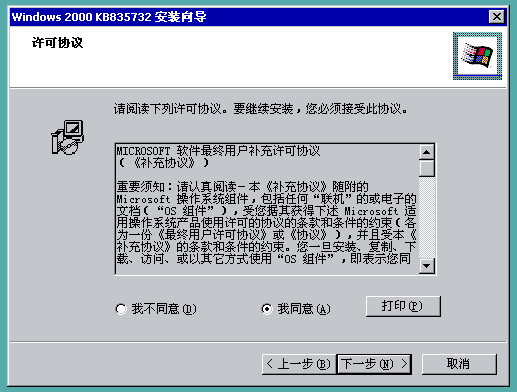 Windows 2000 KB835732 安装向导
许可协议
请阅读下列许可协议。要继续安装，您必须接受此协议。
MICROSOFT 软件最终用户补充许可协议
（《补充协议》）
重要须知：请认真阅读－本《补充协议》随附的
Microsoft 操作系统组件，包括任何“联机”的或电子的
文档（“OS 组件”），受您据其获得下述 Microsoft 适
用操作系统产品使用许可的协议的条款和条件的约束（各
为一份《最终用户许可协议》或《协议》），并且受本《
补充协议》的条款和条件的约束。您一旦安装、复制、下
载、访问、或以其它方式使用“OS 组件”，即表示您同
我不同意(D)
我同意(A)
打印(P)
< 上一步(B)
下一步(N) >
取消